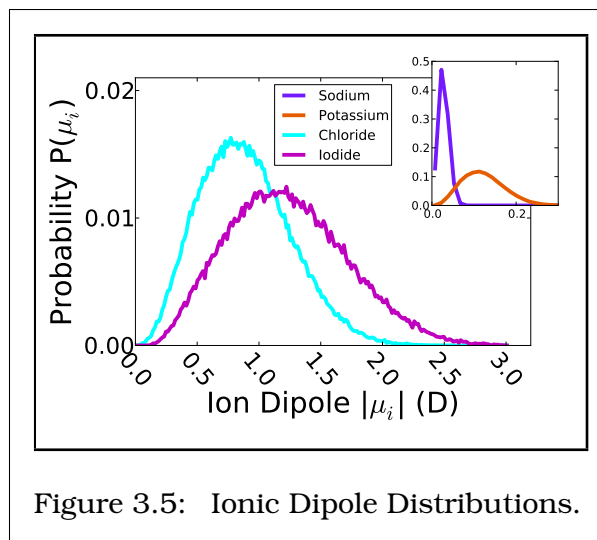 0.5
0.4
0.3
0.2
0.1
0.0
0.0
0.2
Sodium
Potassium
Chloride
Iodide
0.02
0.01
0.00
Probability P(μi)
0.0
0.5
1.0
1.5
2.0
2.5
3.0
Ion Dipole |μi| (D)
Figure 3.5: Ionic Dipole Distributions.